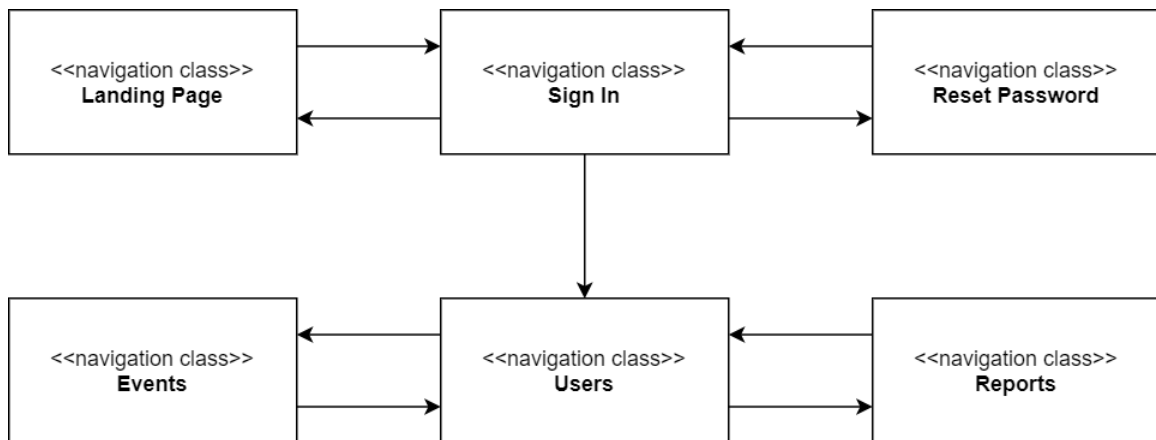 <<navigation class>>
Landing Page
<<navigation class>>
Sign In
<<navigation class>>
Reset Password
<<navigation class>>
Events
<<navigation class>>
Users
<<navigation class>>
Reports